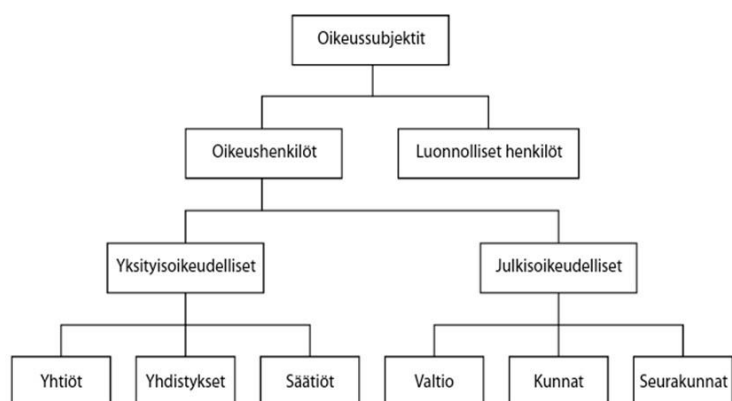 Oikeussubjektit
Oikeushenkilöt
Luonnolliset henkilöt
Yksityisoikeudelliset
Julkisoikeudelliset
Yhtiöt
Yhdistykset
Säätiöt
Valtio
Kunnat
Seurakunnat